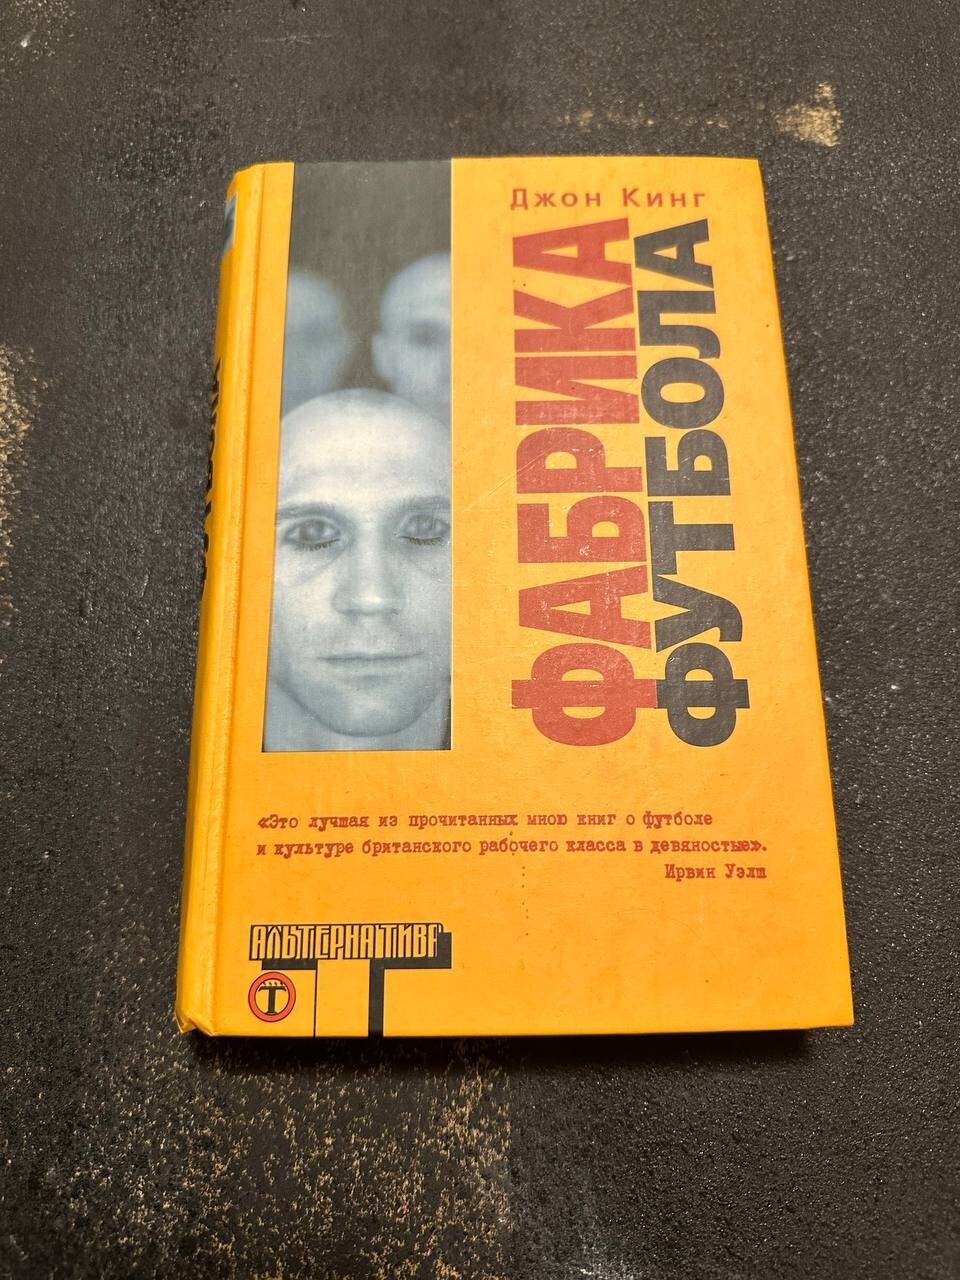 Джон Кинг
ФАБРИКА
ФУТБОЛА
«Это лучшая из прочитанных мною книг о футболе
и культуре британского рабочего класса в девяностые».
Ирвин Уэлш
АЛЬТЕРНАТИВА
Т